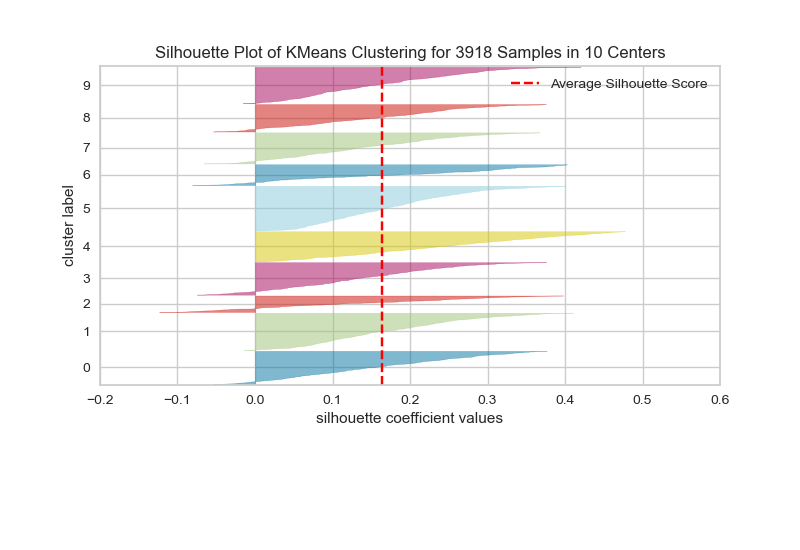 Silhouette Plot of KMeans Clustering for 3918 Samples in 10 Centers
Average Silhouette Score
9
8
7
6
5
4
3
2
1
0
cluster label
−0.2 −0.1 0.0 0.1 0.2 0.3 0.4 0.5 0.6
silhouette coefficient values